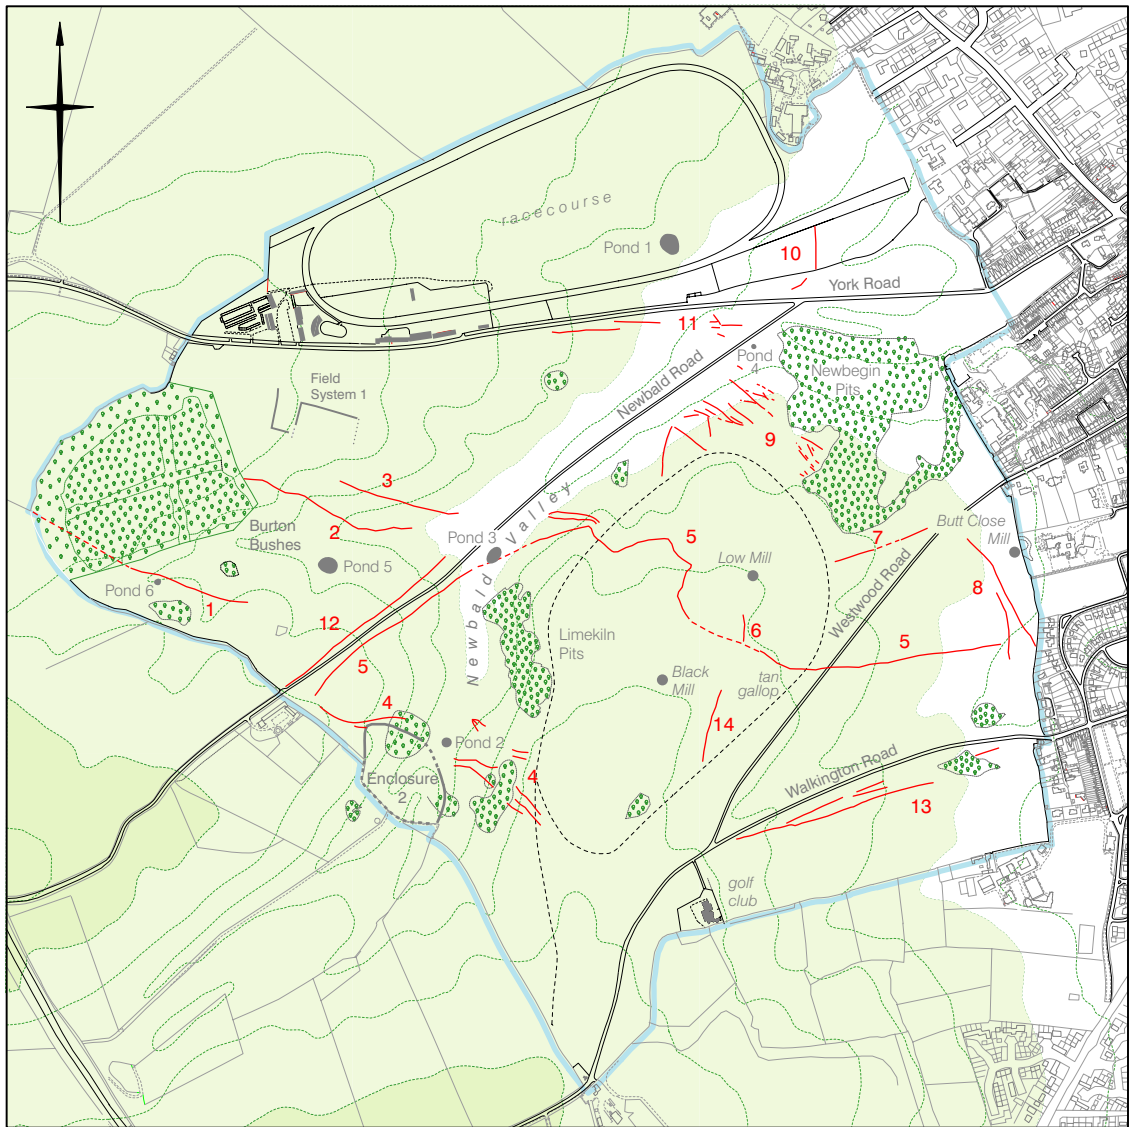 racecourse
Pond 1
10
York Road
11
Pond
4
Newbald Road
Newbegin
Pits
Field
System 1
9
3
2
Burton
Bushes
Pond 3
Newbald Valley
Pond 5
Pond 6
1
12
5
5
Low Mill
7
Butt Close
Mill
Westwood Road
8
6
5
Limekiln
Pits
Black
Mill
tan
gallop
4
14
Pond 2
Enclosure
2
4
Walkington Road
13
golf
club